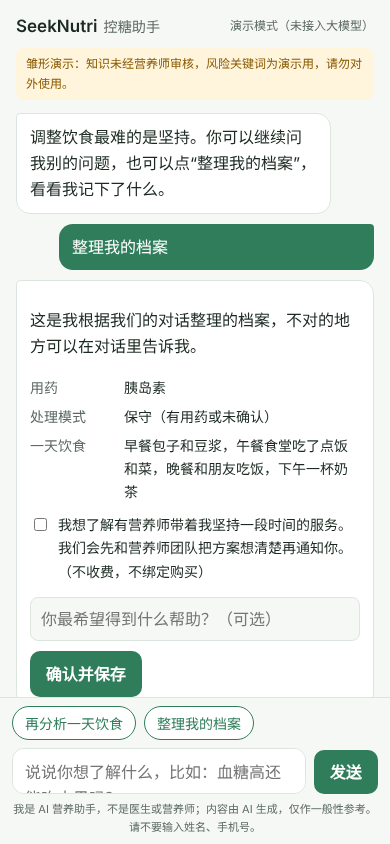 SeekNutri 控糖助手
演示模式（未接入大模型）
雏形演示：知识未经营养师审核，风险关键词为演示用，请勿对
外使用。
调整饮食最难的是坚持。你可以继续问
我别的问题，也可以点“整理我的档案”，
看看我记下了什么。
整理我的档案
这是我根据我们的对话整理的档案，不对的地
方可以在对话里告诉我。
用药 胰岛素
处理模式 保守（有用药或未确认）
一天饮食 早餐包子和豆浆，午餐食堂吃了点饭
和菜，晚餐和朋友吃饭，下午一杯奶
茶
我想了解有营养师带着我坚持一段时间的服务。
我们会先和营养师团队把方案想清楚再通知你。
（不收费，不绑定购买）
你最希望得到什么帮助？（可选）
确认并保存
再分析一天饮食 整理我的档案
说说你想了解什么，比如：血糖高还
发送
我是 AI 营养助手，不是医生或营养师；内容由 AI 生成，仅作一般性参考。
请不要输入姓名、手机号。